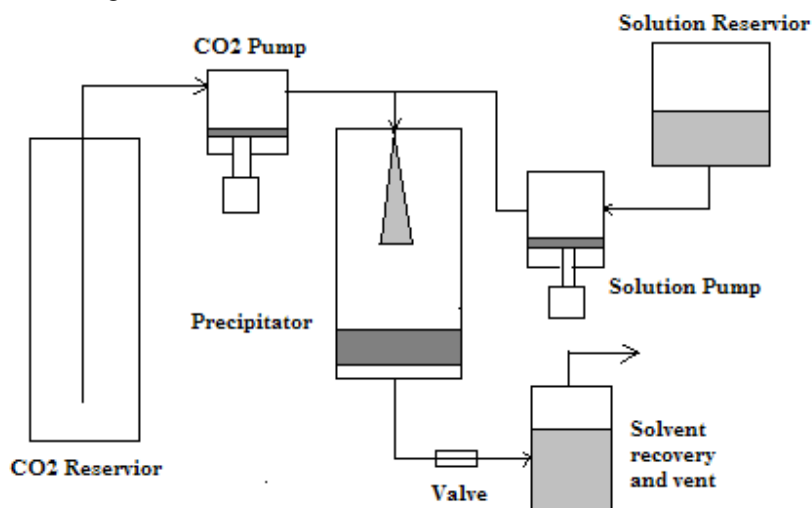 Solution Reservior
CO2 Pump
Solution Pump
Precipitator
CO2 Reservior
Valve
Solvent
recovery
and vent